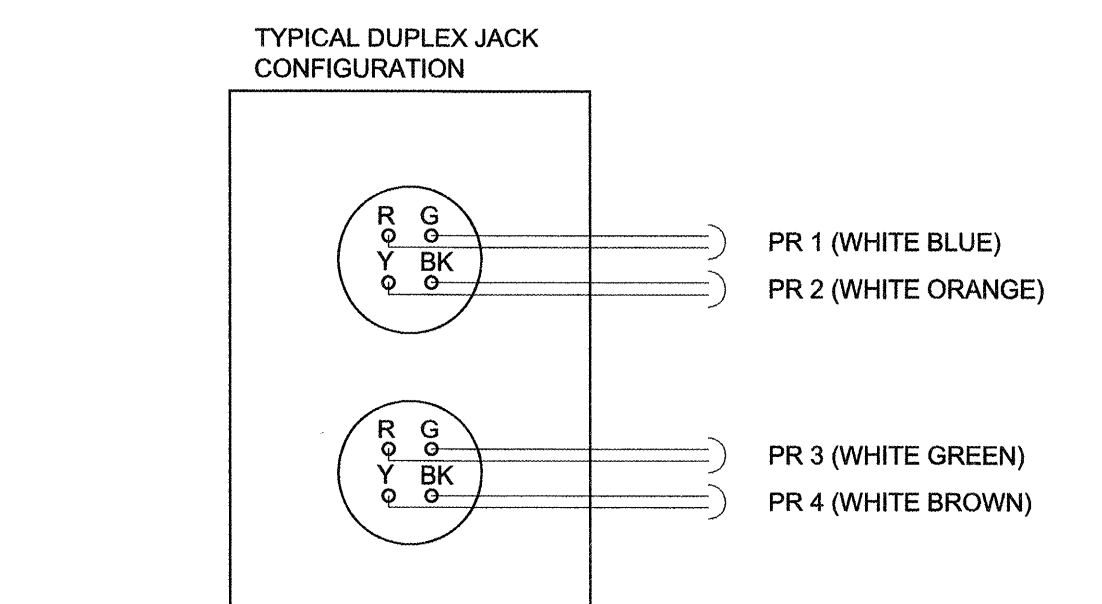 TYPICAL DUPLEX JACK
CONFIGURATION
R G
PR 1 (WHITE BLUE)
Y BK
PR 2 (WHITE ORANGE)
R G
PR 3 (WHITE GREEN)
Y BK
PR 4 (WHITE BROWN)